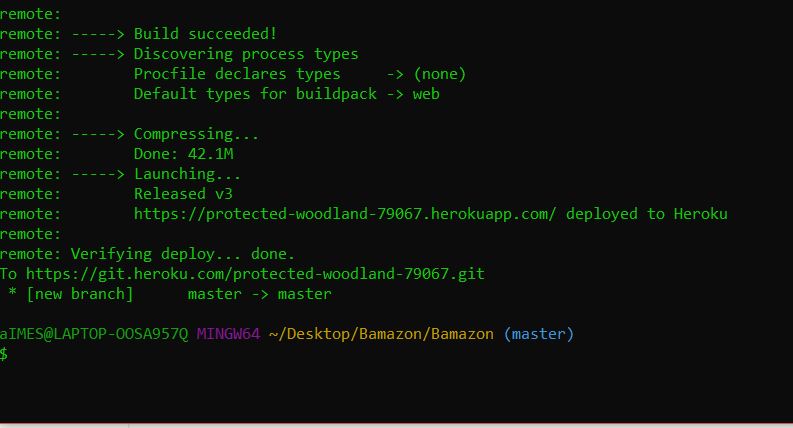 remote:
remote: -----> Build succeeded!
remote: -----> Discovering process types
remote:        Procfile declares types     -> (none)
remote:        Default types for buildpack -> web
remote:
remote: -----> Compressing...
remote:        Done: 42.1M
remote: -----> Launching...
remote:        Released v3
remote:        https://protected-woodland-79067.herokuapp.com/ deployed to Heroku
remote:
remote: Verifying deploy... done.
To https://git.heroku.com/protected-woodland-79067.git
 * [new branch]      master -> master
aIMES@LAPTOP-OOSA957Q MINGW64 ~/Desktop/Bamazon/Bamazon (master)
$